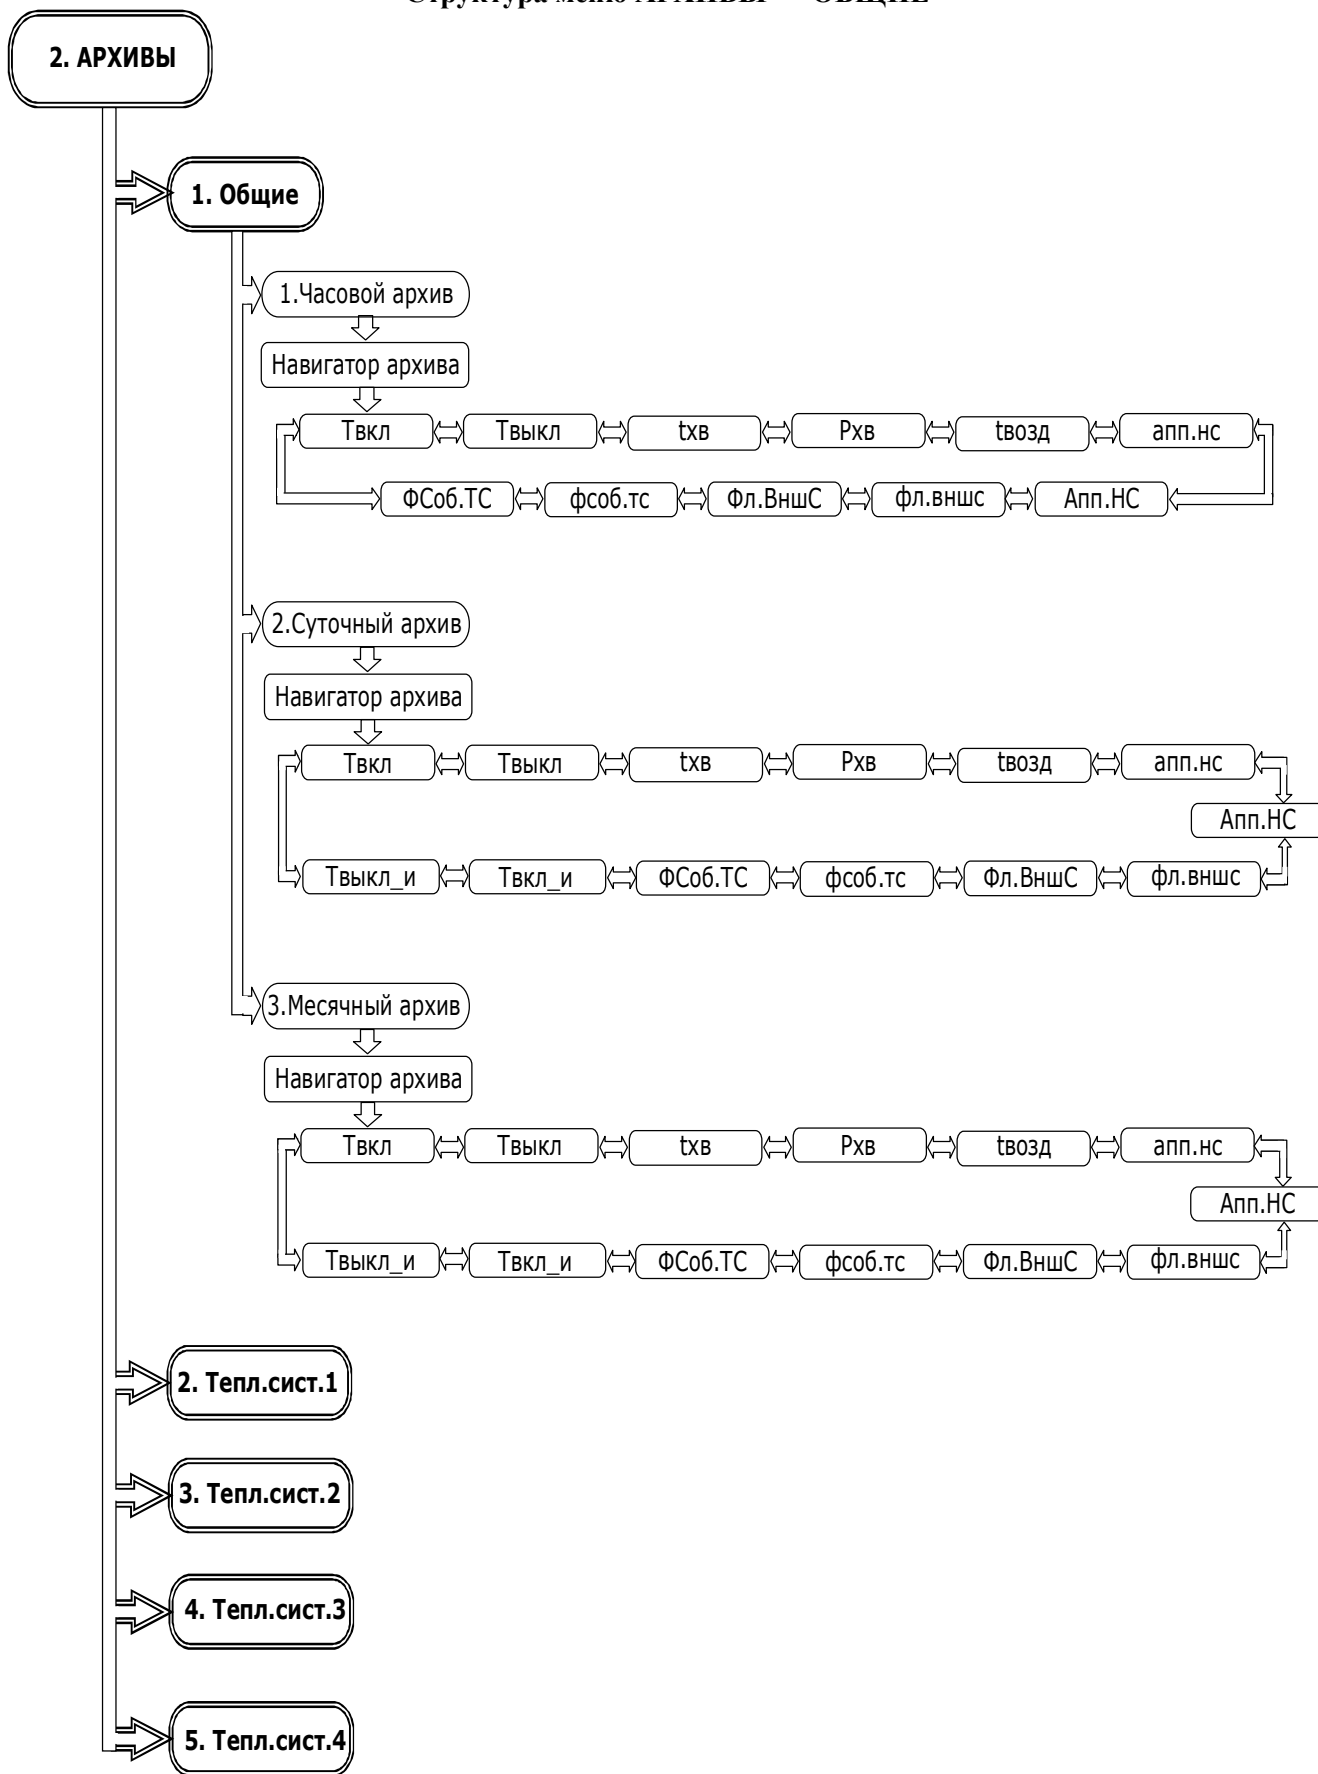 Структура меню АРХИВЫ — ОБЩИЕ
2. АРХИВЫ
1. Общие
1.Часовой архив
Навигатор архива
Твкл Твыкл tхв Рхв tвозд апп.нс
ФСоб.ТС фсоб.тс Фл.ВншС фл.вншс Апп.НС
2.Суточный архив
Навигатор архива
Твкл Твыкл tхв Рхв tвозд апп.нс
Апп.НС
Твыкл_и Твкл_и ФСоб.ТС фсоб.тс Фл.ВншС фл.вншс
3.Месячный архив
Навигатор архива
Твкл Твыкл tхв Рхв tвозд апп.нс
Апп.НС
Твыкл_и Твкл_и ФСоб.ТС фсоб.тс Фл.ВншС фл.вншс
2. Тепл.сист.1
3. Тепл.сист.2
4. Тепл.сист.3
5. Тепл.сист.4